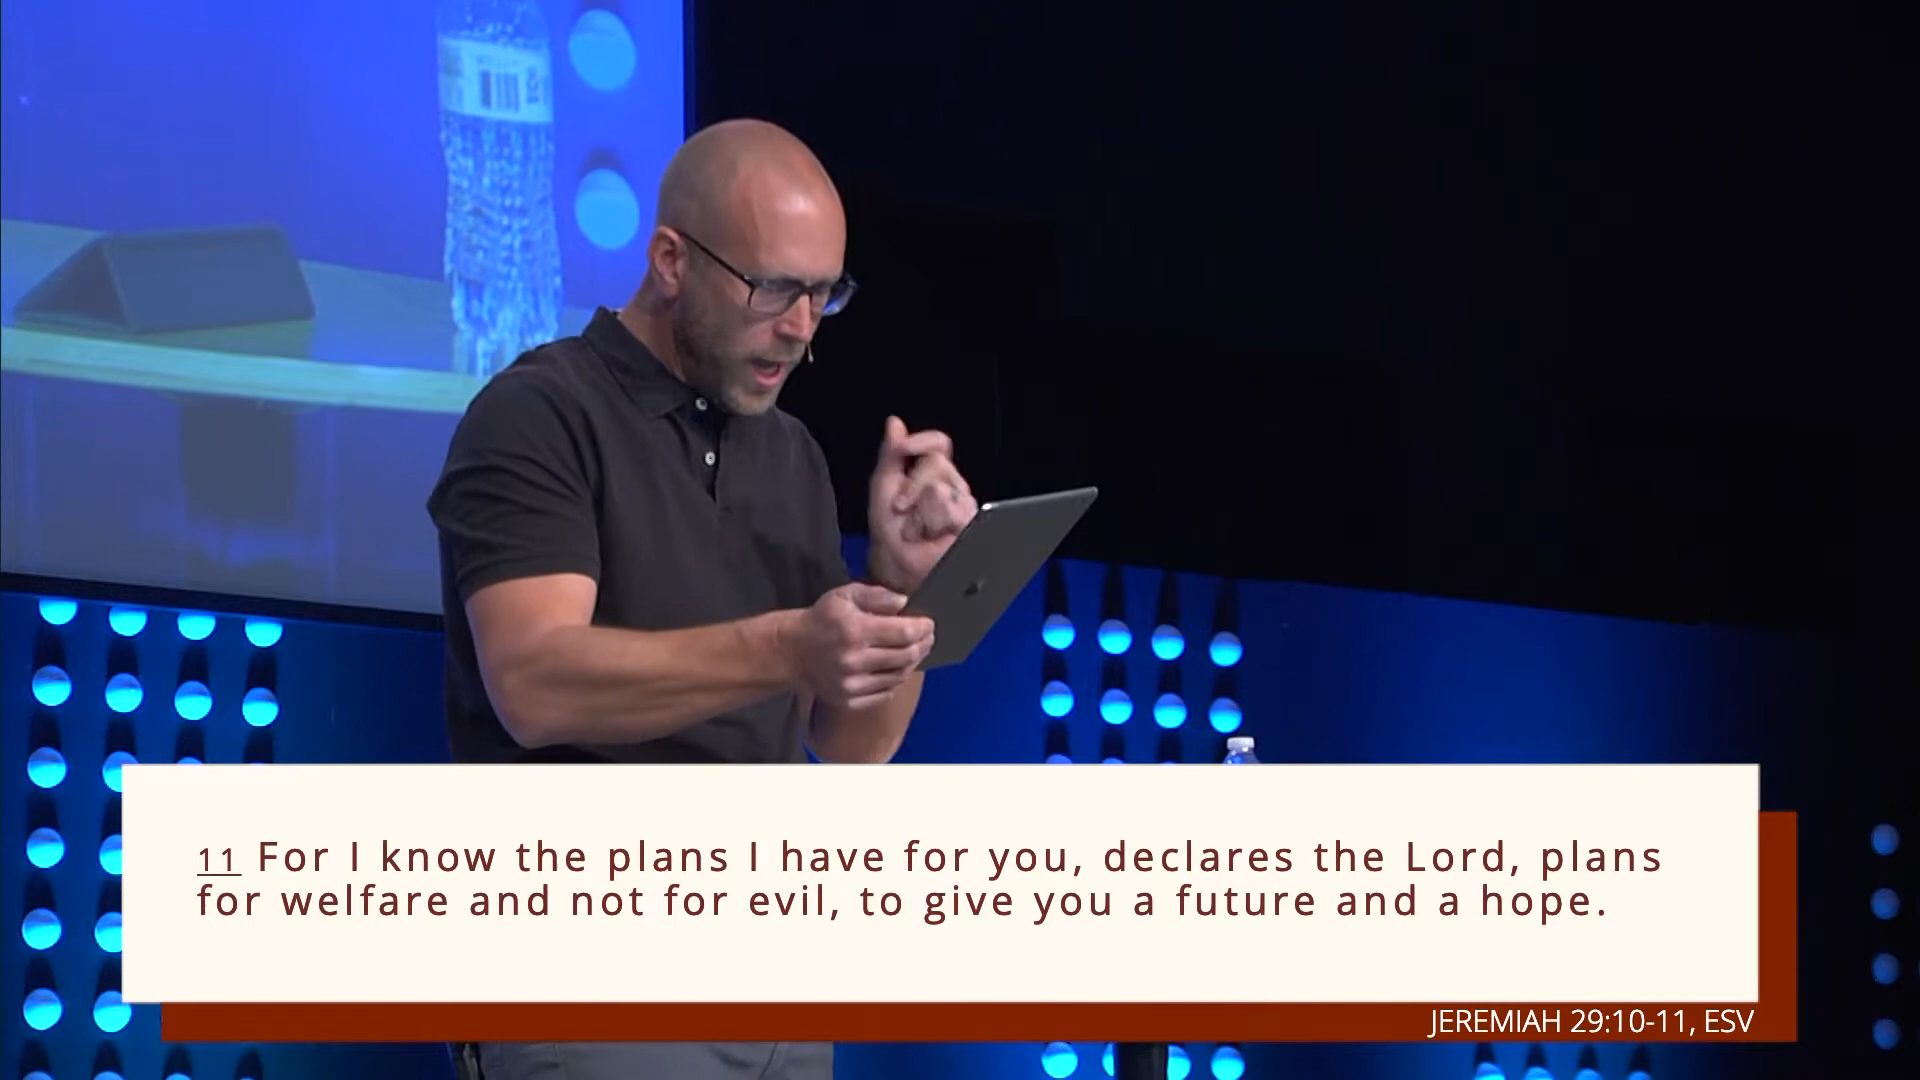 11 For I know the plans I have for you, declares the Lord, plans
for welfare and not for evil, to give you a future and a hope.
JEREMIAH 29:10-11, ESV